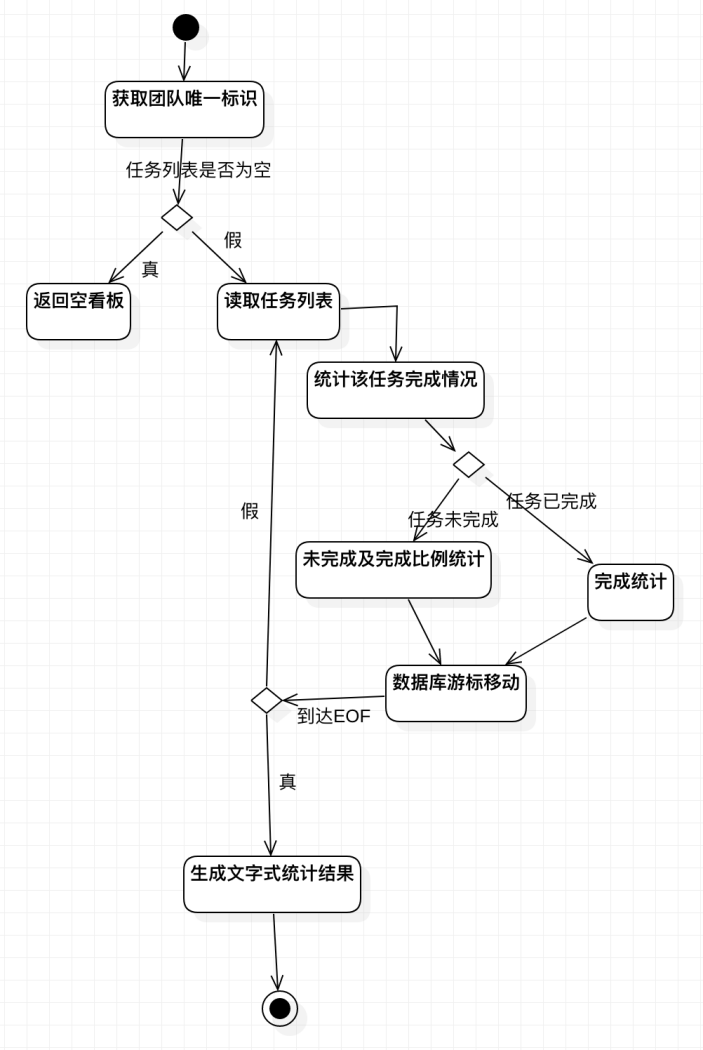 获取团队唯一标识
任务列表是否为空
假
真
返回空看板
读取任务列表
统计该任务完成情况
任务已完成
假
任务未完成
未完成及完成比例统计
完成统计
数据库游标移动
到达EOF
真
生成文字式统计结果